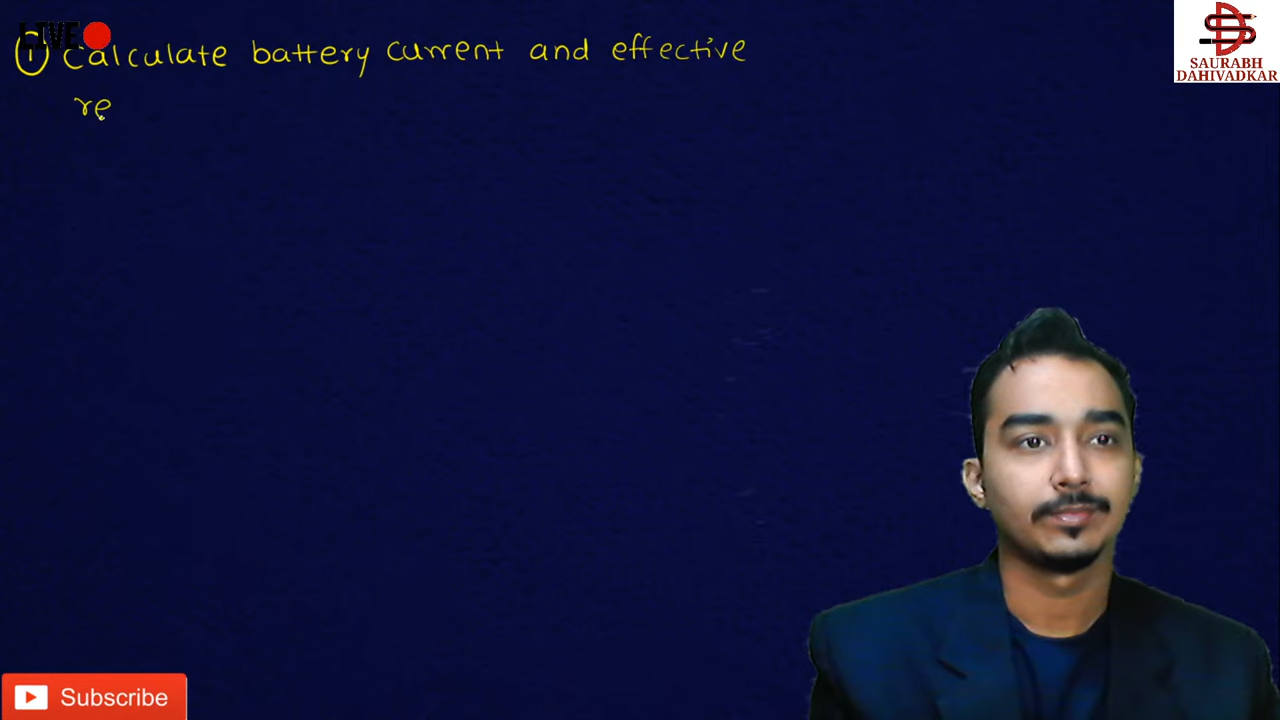 LIVE
① Calculate battery current and effective
re
SAURABH
DAHIVADKAR
Subscribe